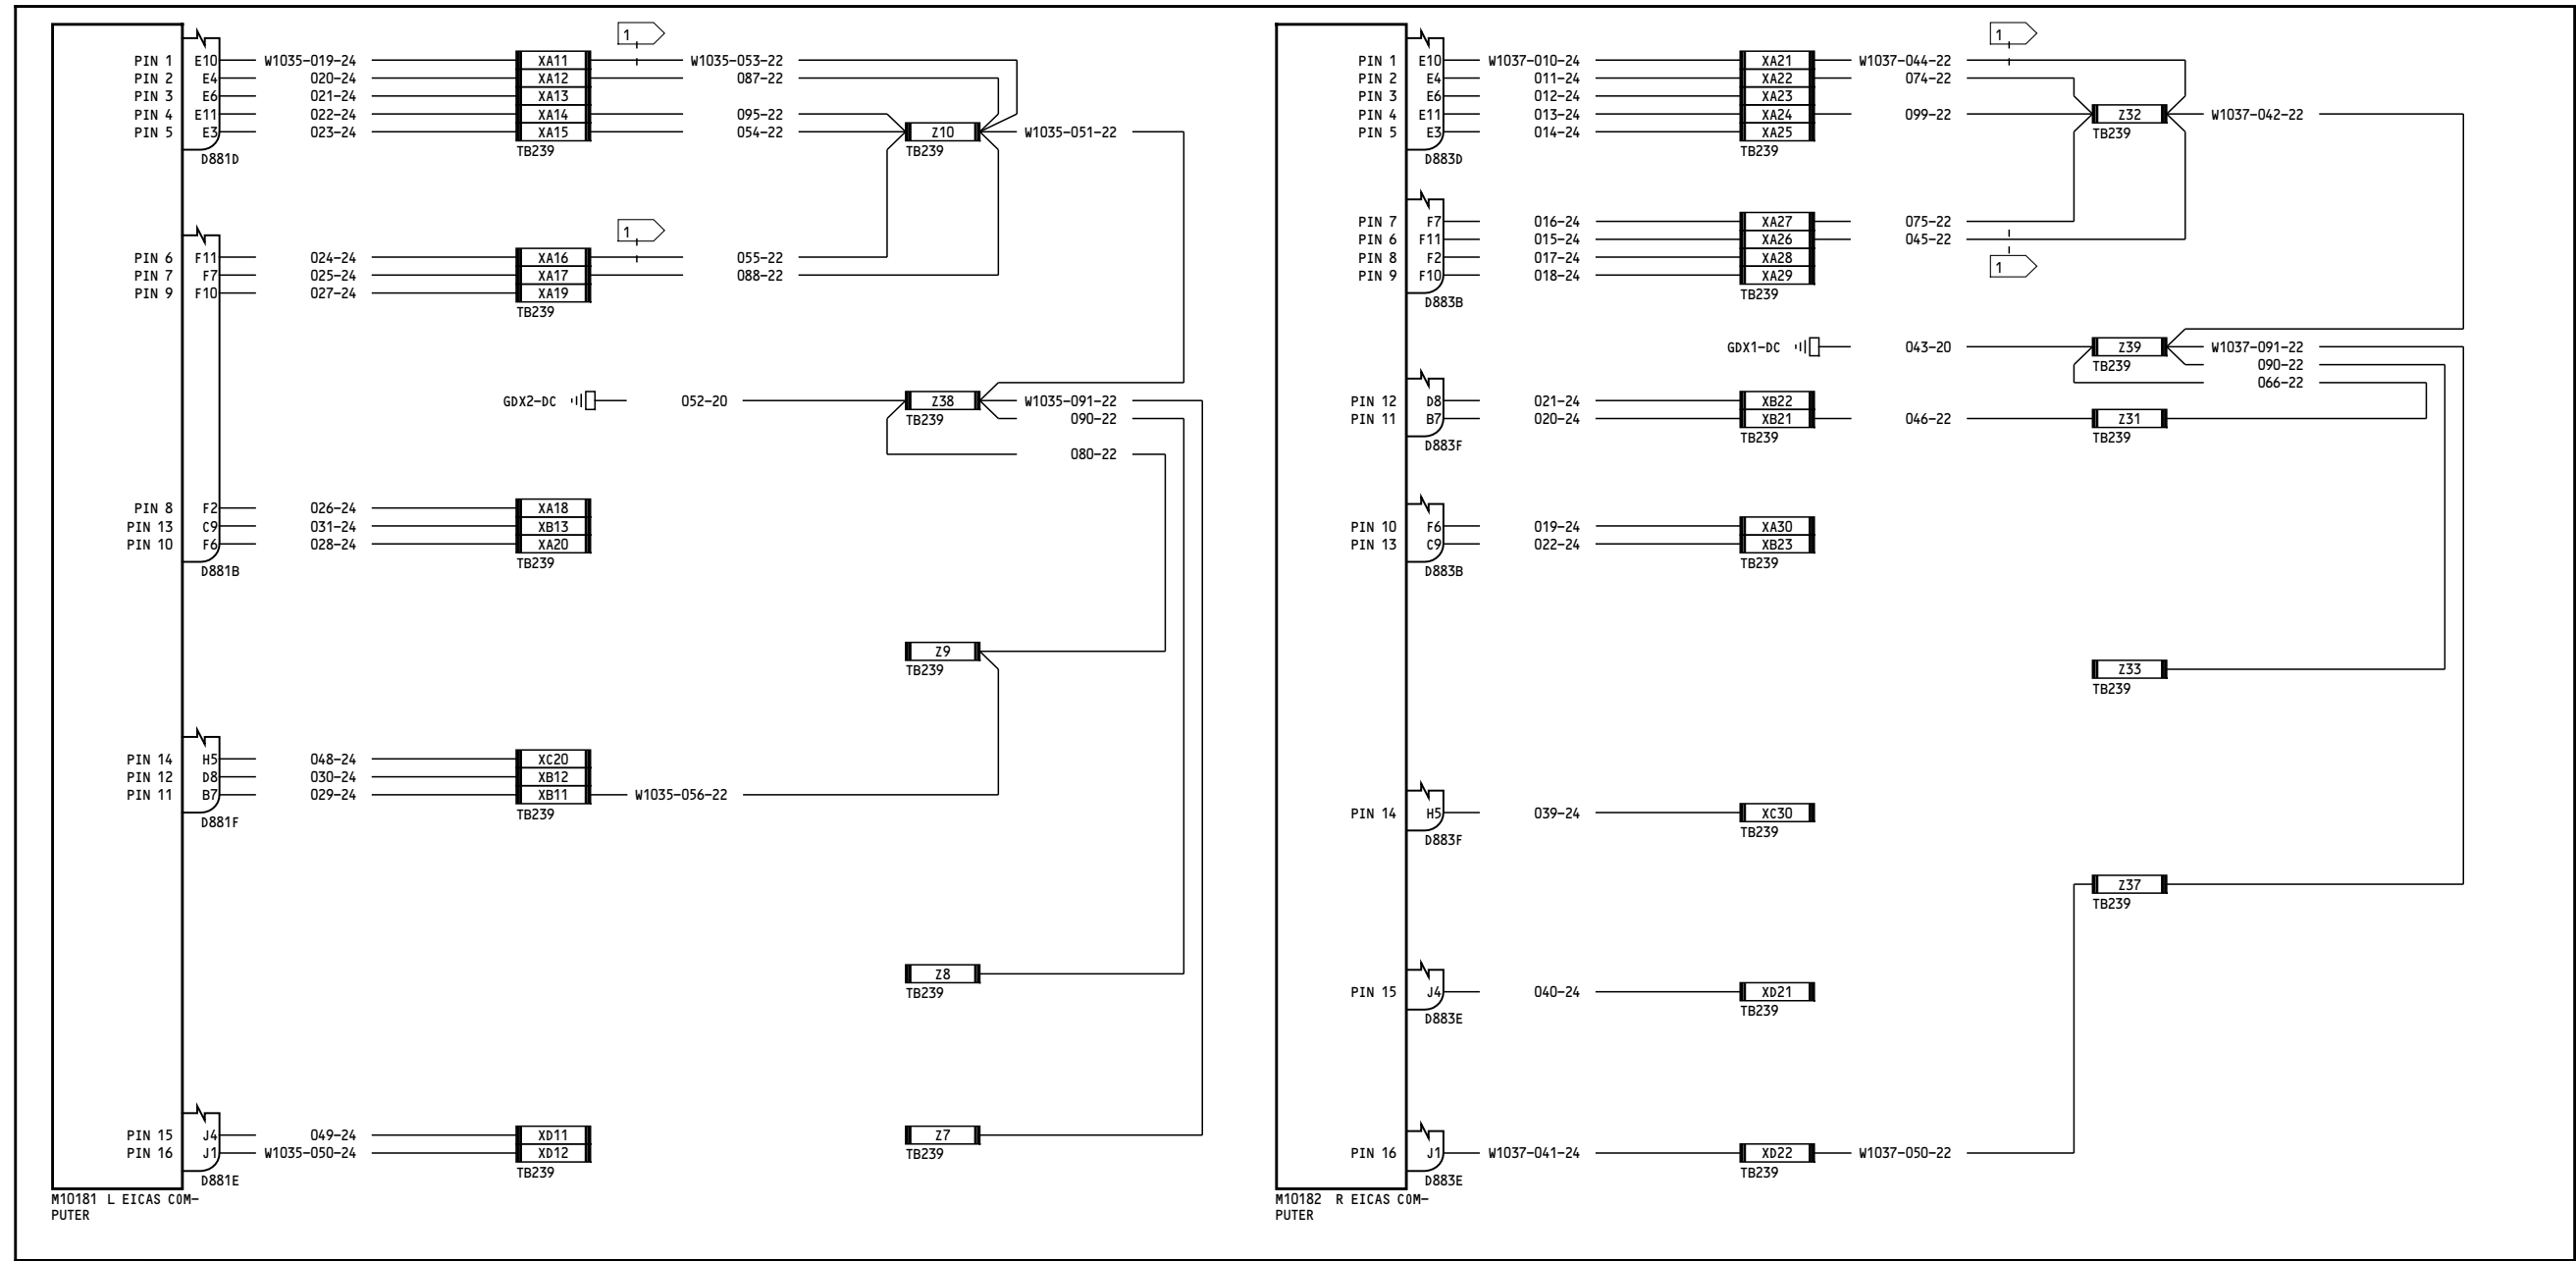 1
PIN 1 E10 W1035-019-24 XA11 W1035-053-22
PIN 2 E4 020-24 XA12 087-22
PIN 3 E6 021-24 XA13
PIN 4 E11 022-24 XA14 095-22
PIN 5 E3 023-24 XA15 054-22 Z10 W1035-051-22
TB239 TB239
D881D
1
PIN 6 F11 024-24 XA16 055-22
PIN 7 F7 025-24 XA17 088-22
PIN 9 F10 027-24 XA19
TB239
GDX2-DC 052-20 Z38 W1035-091-22
TB239 090-22
080-22
PIN 8 F2 026-24 XA18
PIN 13 C9 031-24 XB13
PIN 10 F6 028-24 XA20
TB239
D881B
Z9
TB239
PIN 14 H5 048-24 XC20
PIN 12 D8 030-24 XB12
PIN 11 B7 029-24 XB11 W1035-056-22
TB239
D881F
Z8
TB239
PIN 15 J4 049-24 XD11 Z7
PIN 16 J1 W1035-050-24 XD12 TB239
TB239
D881E
M10181 L EICAS COM-
PUTER
1
PIN 1 E10 W1037-010-24 XA21 W1037-044-22
PIN 2 E4 011-24 XA22 074-22
PIN 3 E6 012-24 XA23
PIN 4 E11 013-24 XA24 099-22 Z32 W1037-042-22
PIN 5 E3 014-24 XA25 TB239
TB239
D883D
PIN 7 F7 016-24 XA27 075-22
PIN 6 F11 015-24 XA26 045-22
PIN 8 F2 017-24 XA28
1
PIN 9 F10 018-24 XA29
TB239
D883B
GDX1-DC 043-20 Z39 W1037-091-22
TB239 090-22
066-22
PIN 12 D8 021-24 XB22
PIN 11 B7 020-24 XB21 046-22 Z31
TB239 TB239
D883F
PIN 10 F6 019-24 XA30
PIN 13 C9 022-24 XB23
TB239
D883B
Z33
TB239
PIN 14 H5 039-24 XC30
TB239
D883F
Z37
TB239
PIN 15 J4 040-24 XD21
TB239
D883E
PIN 16 J1 W1037-041-24 XD22 W1037-050-22
TB239
D883E
M10182 R EICAS COM-
PUTER